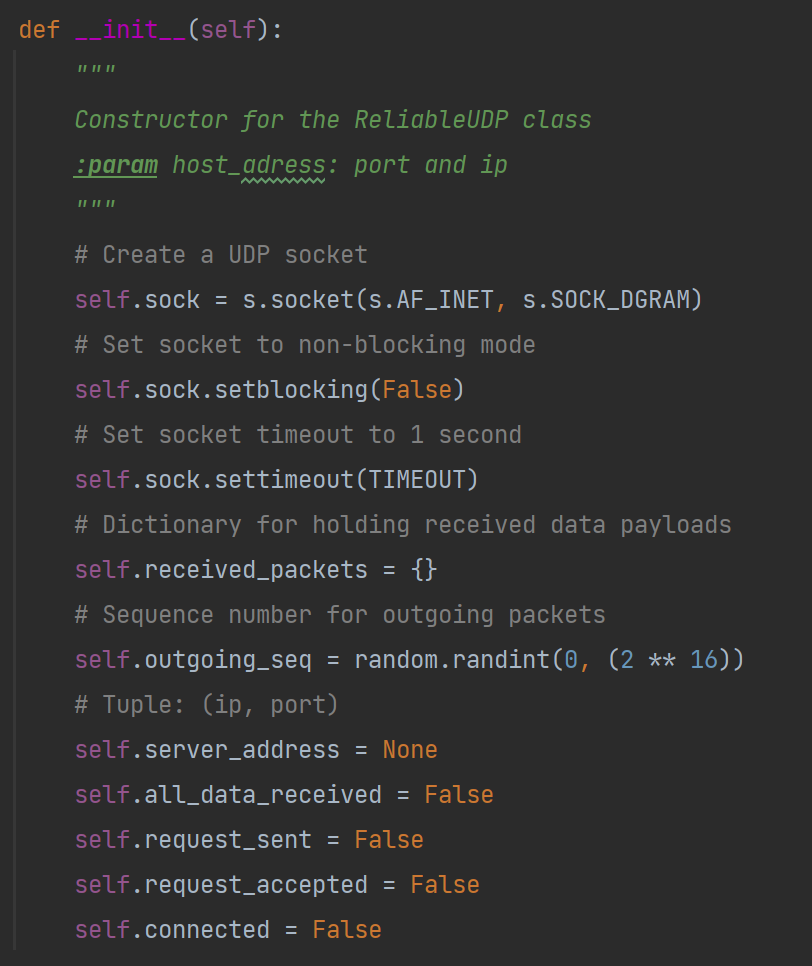 def __init__(self):
"""
Constructor for the ReliableUDP class
:param host_adress: port and ip
"""
# Create a UDP socket
self.sock = s.socket(s.AF_INET, s.SOCK_DGRAM)
# Set socket to non-blocking mode
self.sock.setblocking(False)
# Set socket timeout to 1 second
self.sock.settimeout(TIMEOUT)
# Dictionary for holding received data payloads
self.received_packets = {}
# Sequence number for outgoing packets
self.outgoing_seq = random.randint(0, (2 ** 16))
# Tuple: (ip, port)
self.server_address = None
self.all_data_received = False
self.request_sent = False
self.request_accepted = False
self.connected = False